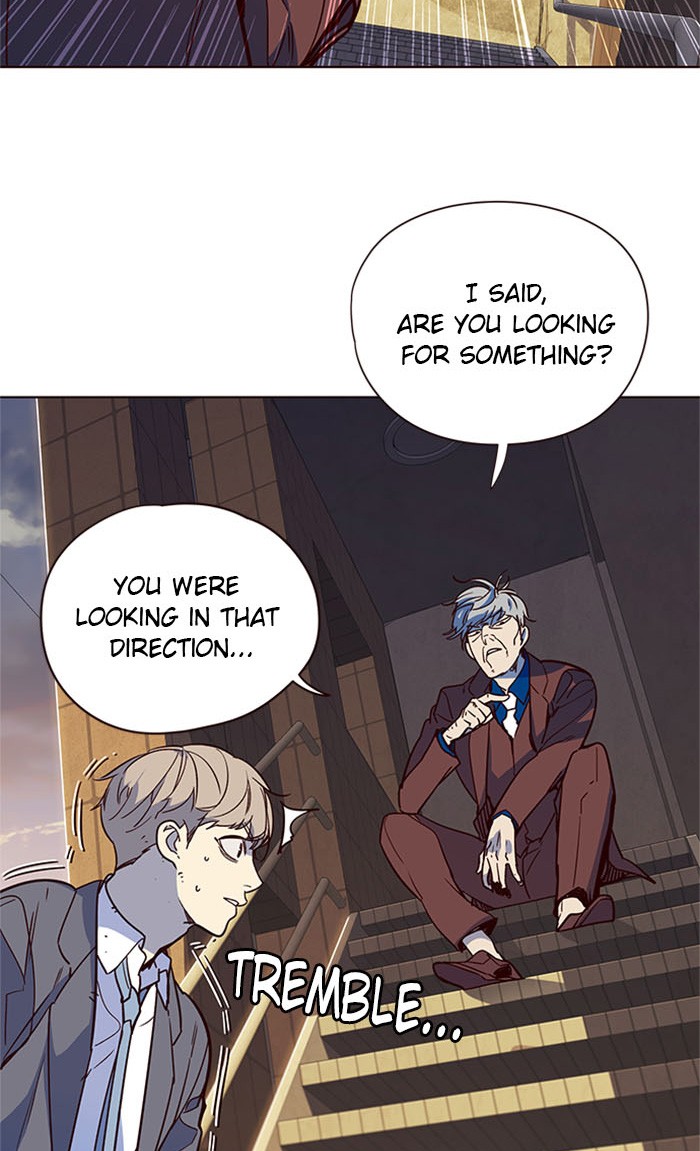 I SAID,
ARE YOU LOOKING
FOR SOMETHING?
YOU WERE
LOOKING IN THAT
DIRECTION...
TREMBLE...